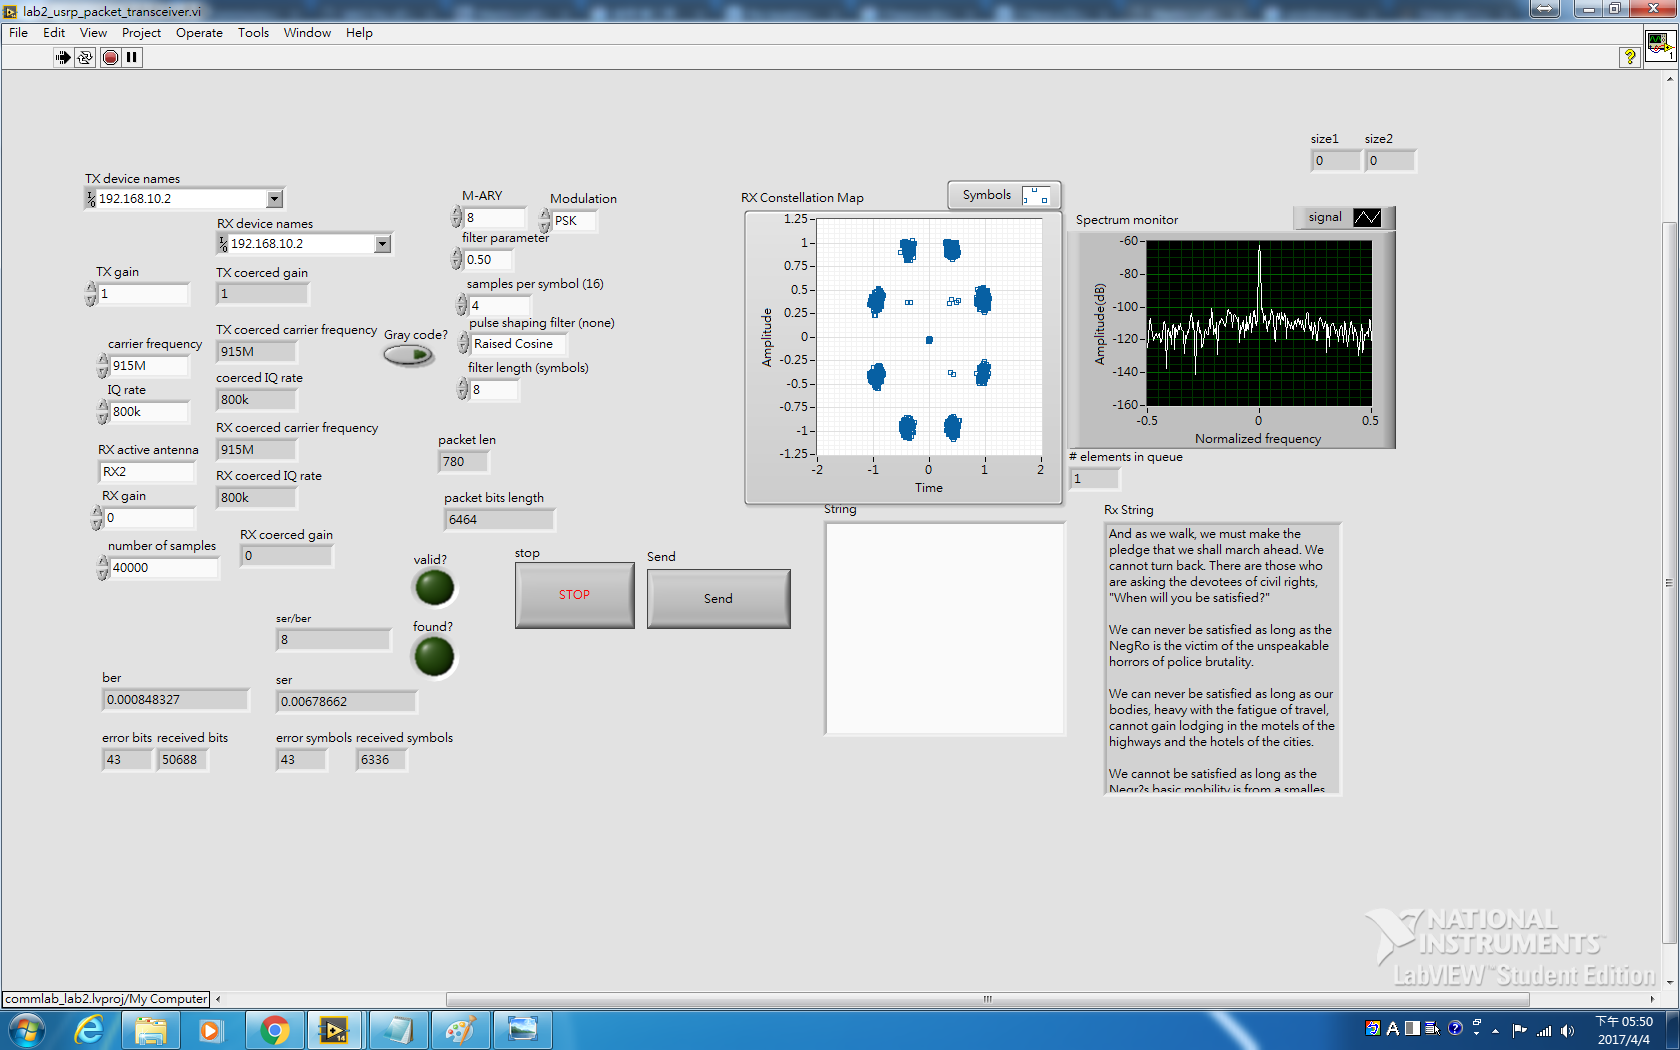 lab2_usrp_packet_transceiver.vi
File Edit View Project Operate Tools Window Help
size1 size2
0 0
TX device names
192.168.10.2
RX device names
192.168.10.2
TX gain
1
TX coerced gain
1
carrier frequency
915M
TX coerced carrier frequency
915M
IQ rate
800k
coerced IQ rate
800k
RX coerced carrier frequency
915M
RX active antenna
RX2
RX coerced IQ rate
800k
RX gain
0
RX coerced gain
0
number of samples
40000
Gray code?
M-ARY
8
Modulation
PSK
filter parameter
0.50
samples per symbol (16)
4
pulse shaping filter (none)
Raised Cosine
filter length (symbols)
8
packet len
780
packet bits length
6464
valid?
found?
stop
STOP
Send
Send
ser/ber
8
ber
0.000848327
ser
0.00678662
error bits received bits
43 50688
error symbols received symbols
43 6336
RX Constellation Map
Symbols
Amplitude
1.25
1
0.75
0.5
0.25
0
-0.25
-0.5
-0.75
-1
-1.25
-2 -1 0 1 2
Time
Spectrum monitor
signal
Amplitude(dB)
-60
-80
-100
-120
-140
-160
-0.5 0 0.5
Normalized frequency
# elements in queue
1
String
Rx String
And as we walk, we must make the
pledge that we shall march ahead. We
cannot turn back. There are those who
are asking the devotees of civil rights,
"When will you be satisfied?"
We can never be satisfied as long as the
NegRo is the victim of the unspeakable
horrors of police brutality.
We can never be satisfied as long as our
bodies, heavy with the fatigue of travel,
cannot gain lodging in the motels of the
highways and the hotels of the cities.
We cannot be satisfied as long as the
Negr?s basic mobility is from a smalles
NATIONAL
INSTRUMENTS
LabVIEW™ Student Edition
commlab_lab2.lvproj/My Computer
14
A
下午 05:50
2017/4/4